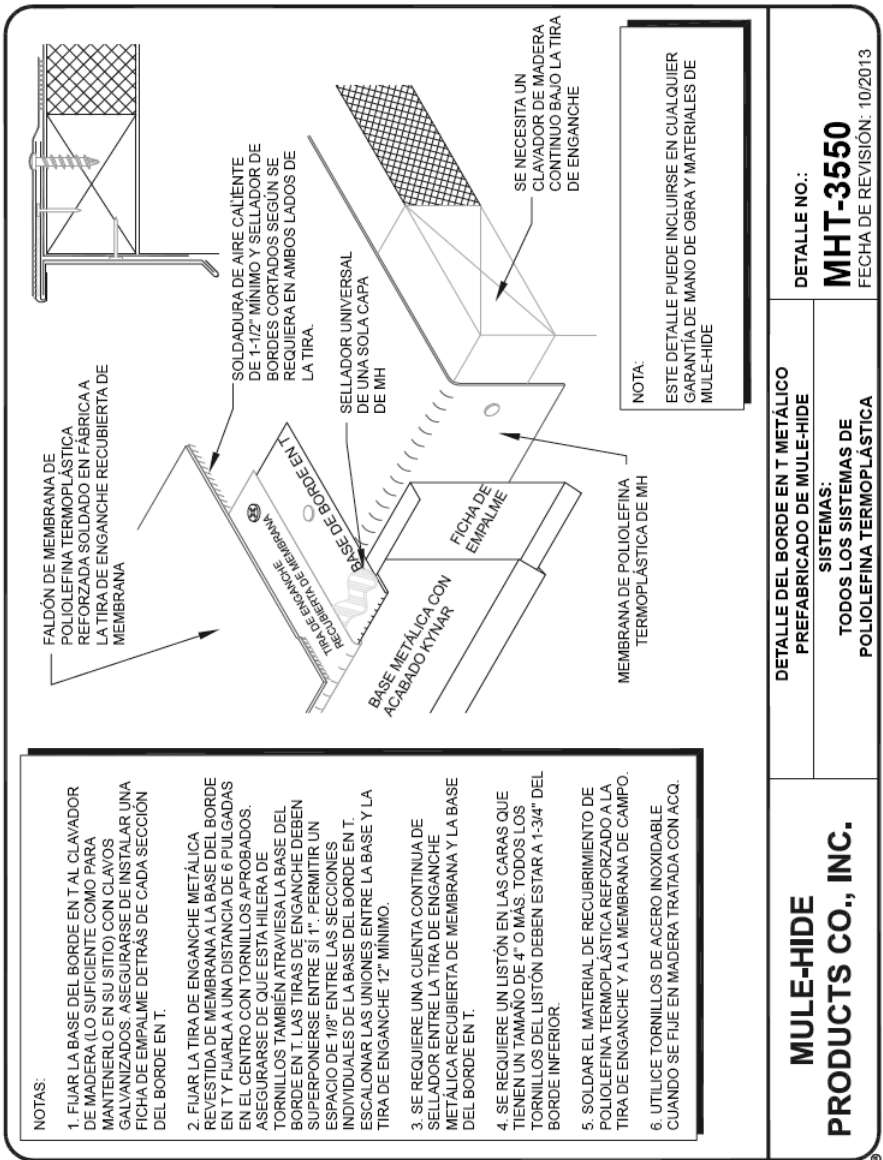 NOTAS:
1. FIJAR LA BASE DEL BORDE EN T AL CLAVADOR
DE MADERA (LO SUFICIENTE COMO PARA
MANTENERLO EN SU SITIO) CON CLAVOS
GALVANIZADOS. ASEGURARSE DE INSTALAR UNA
FICHA DE EMPALME DETRÁS DE CADA SECCIÓN
DEL BORDE EN T.
2. FIJAR LA TIRA DE ENGANCHE METÁLICA
REVESTIDA DE MEMBRANA A LA BASE DEL BORDE
EN T Y FIJARLA A UNA DISTANCIA DE 6 PULGADAS
EN EL CENTRO CON TORNILLOS APROBADOS.
ASEGURARSE DE QUE ESTA HILERA DE
TORNILLOS TAMBIÉN ATRAVIESA LA BASE DEL
BORDE EN T. LAS TIRAS DE ENGANCHE DEBEN
SUPERPONERSE ENTRE SÍ 1". PERMITIR UN
ESPACIO DE 1/8" ENTRE LAS SECCIONES
INDIVIDUALES DE LA BASE DEL BORDE EN T.
ESCALONAR LAS UNIONES ENTRE LA BASE Y LA
TIRA DE ENGANCHE 12" MÍNIMO.
3. SE REQUIERE UNA CUENTA CONTINUA DE
SELLADOR ENTRE LA TIRA DE ENGANCHE
METÁLICA RECUBIERTA DE MEMBRANA Y LA BASE
DEL BORDE EN T.
4. SE REQUIERE UN LISTÓN EN LAS CARAS QUE
TIENEN UN TAMAÑO DE 4" O MÁS. TODOS LOS
TORNILLOS DEL LISTÓN DEBEN ESTAR A 1-3/4" DEL
BORDE INFERIOR.
5. SOLDAR EL MATERIAL DE RECUBRIMIENTO DE
POLIOLEFINA TERMOPLÁSTICA REFORZADO A LA
TIRA DE ENGANCHE Y A LA MEMBRANA DE CAMPO.
6. UTILICE TORNILLOS DE ACERO INOXIDABLE
CUANDO SE FIJE EN MADERA TRATADA CON ACQ.
FALDÓN DE MEMBRANA DE
POLIOLEFINA TERMOPLÁSTICA
REFORZADA SOLDADO EN FÁBRICA A
LA TIRA DE ENGANCHE RECUBIERTA DE
MEMBRANA
SOLDADURA DE AIRE CALIENTE
DE 1-1/2" MÍNIMO Y SELLADOR DE
BORDES CORTADOS SEGÚN SE
REQUIERA EN AMBOS LADOS DE
LA TIRA.
SELLADOR UNIVERSAL
DE UNA SOLA CAPA
DE MH
TIRA DE ENGANCHE
RECUBIERTA DE MEMBRANA
BASE DE BORDE EN T
BASE METÁLICA CON
ACABADO KYNAR
FICHA DE
EMPALME
SE NECESITA UN
CLAVADOR DE MADERA
CONTINUO BAJO LA TIRA
DE ENGANCHE
MEMBRANA DE POLIOLEFINA
TERMOPLÁSTICA DE MH
NOTA:
ESTE DETALLE PUEDE INCLUIRSE EN CUALQUIER
GARANTÍA DE MANO DE OBRA Y MATERIALES DE
MULE-HIDE
MULE-HIDE
PRODUCTS CO., INC.
®
DETALLE DEL BORDE EN T METÁLICO
PREFABRICADO DE MULE-HIDE
SISTEMAS:
TODOS LOS SISTEMAS DE
POLIOLEFINA TERMOPLÁSTICA
DETALLE NO.:
MHT-3550
FECHA DE REVISIÓN: 10/2013